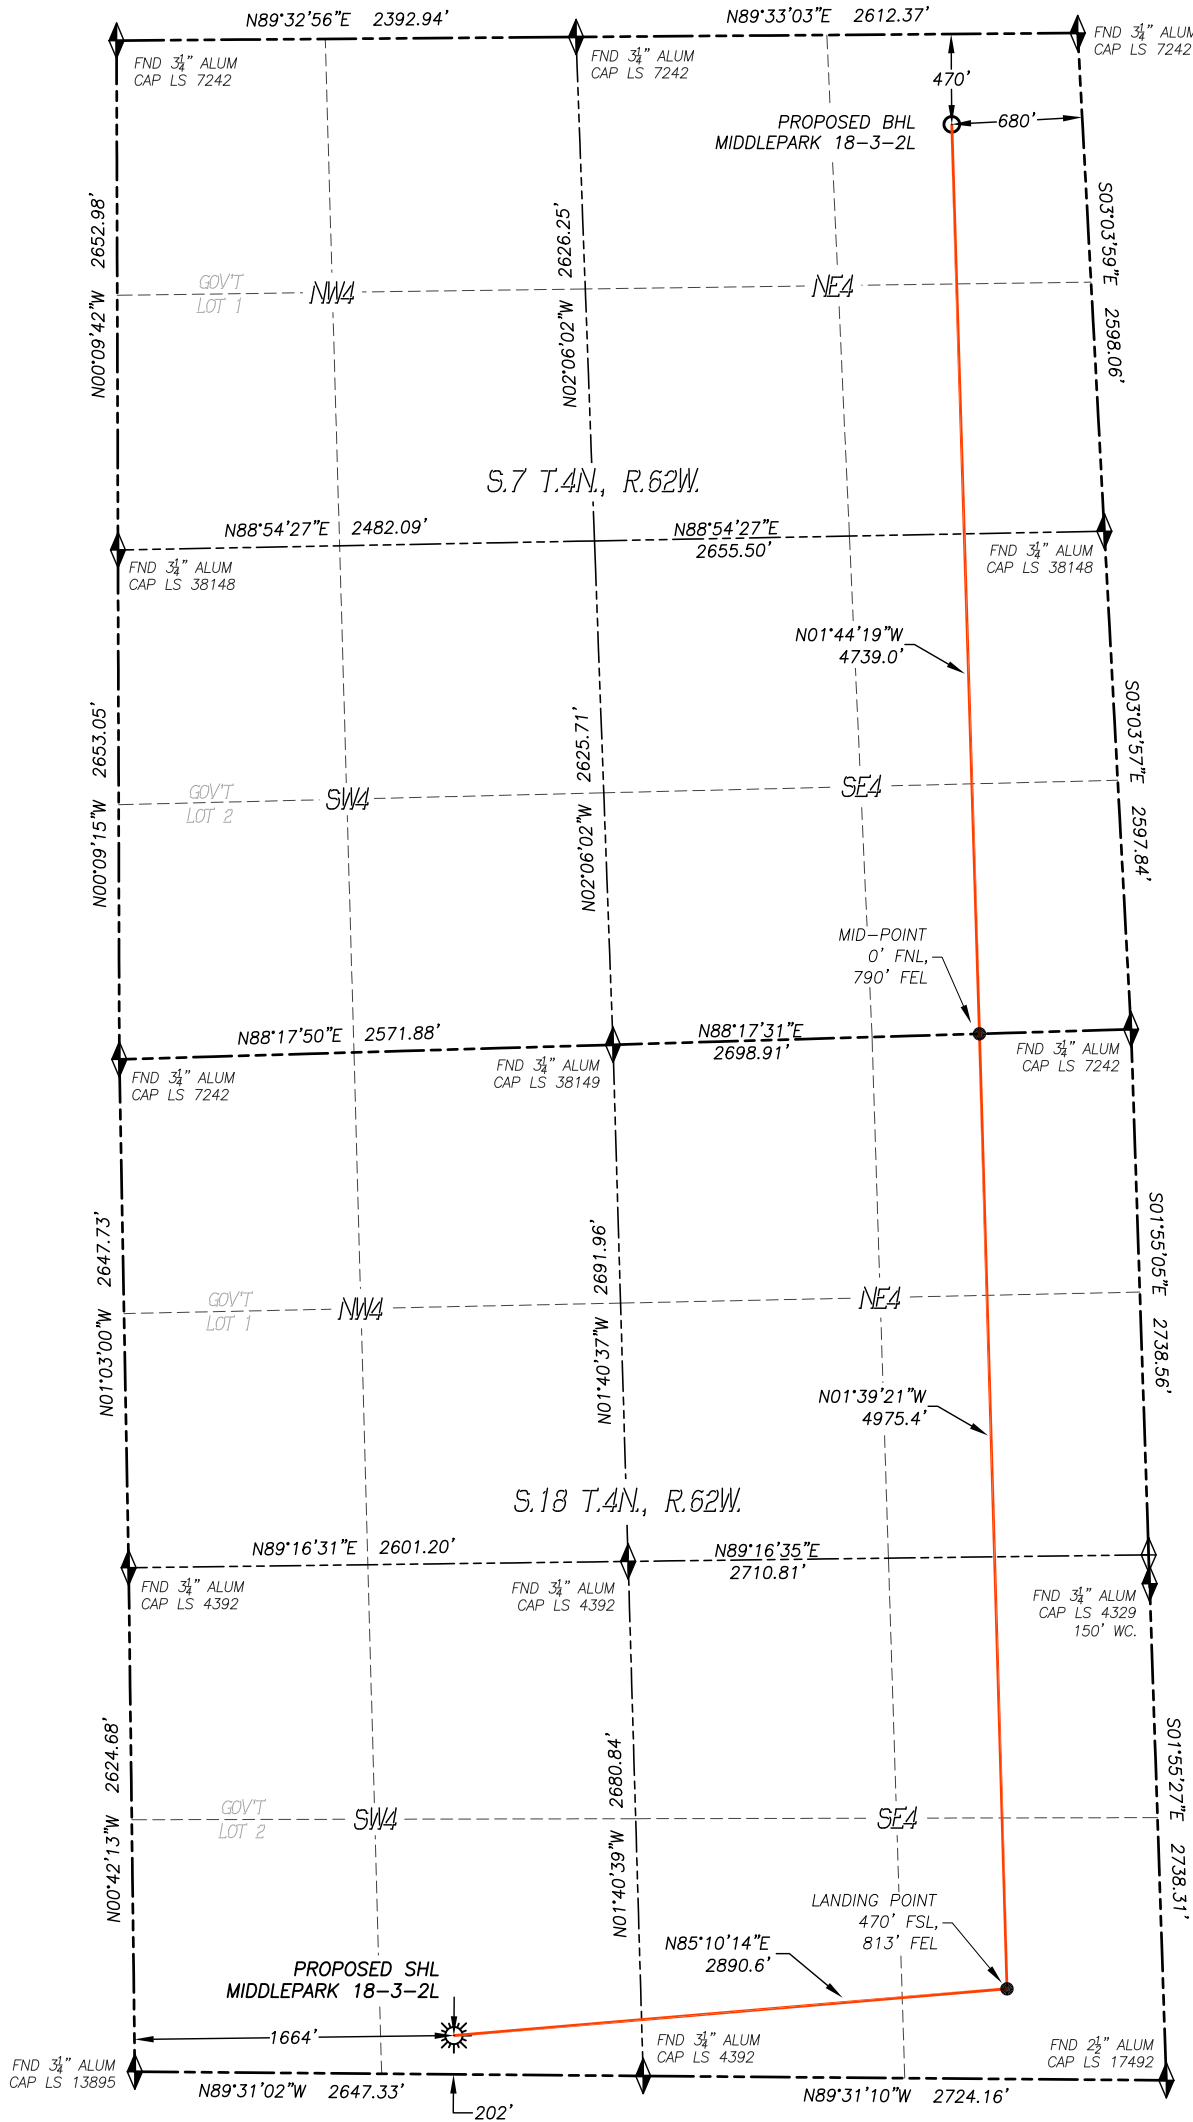 N89°32'56"E 2392.94'
N89°33'03"E 2612.37'
FND 3¼" ALUM
CAP LS 7242
FND 3¼" ALUM
CAP LS 7242
FND 3¼" ALUM
CAP LS 7242
470'
PROPOSED BHL
MIDDLEPARK 18-3-2L
680'
N00°09'42"W 2652.98'
N02°06'02"W 2626.25'
S03°03'59"E 2598.06'
GOV'T
LOT 1
NW4
NE4
S.7 T.4N., R.62W.
N88°54'27"E 2482.09'
N88°54'27"E
2655.50'
FND 3¼" ALUM
CAP LS 38148
FND 3¼" ALUM
CAP LS 38148
N01°44'19"W
4739.0'
N00°09'15"W 2653.05'
N02°06'02"W 2625.71'
S03°03'57"E 2597.84'
GOV'T
LOT 2
SW4
SE4
MID-POINT
0' FNL,
790' FEL
N88°17'50"E 2571.88'
N88°17'31"E
2698.91'
FND 3¼" ALUM
CAP LS 7242
FND 3¼" ALUM
CAP LS 38149
FND 3¼" ALUM
CAP LS 7242
N01°03'00"W 2647.73'
N01°40'37"W 2691.96'
S01°55'05"E 2738.56'
GOV'T
LOT 1
NW4
NE4
N01°39'21"W
4975.4'
S.18 T.4N., R.62W.
N89°16'31"E 2601.20'
N89°16'35"E
2710.81'
FND 3¼" ALUM
CAP LS 4392
FND 3¼" ALUM
CAP LS 4392
FND 3¼" ALUM
CAP LS 4329
150' WC.
N00°42'13"W 2624.68'
N01°40'39"W 2680.84'
S01°55'27"E 2738.31'
GOV'T
LOT 2
SW4
SE4
LANDING POINT
470' FSL,
813' FEL
N85°10'14"E
2890.6'
PROPOSED SHL
MIDDLEPARK 18-3-2L
1664'
FND 3¼" ALUM
CAP LS 13895
FND 3¼" ALUM
CAP LS 4392
FND 2½" ALUM
CAP LS 17492
N89°31'02"W 2647.33'
N89°31'10"W 2724.16'
202'